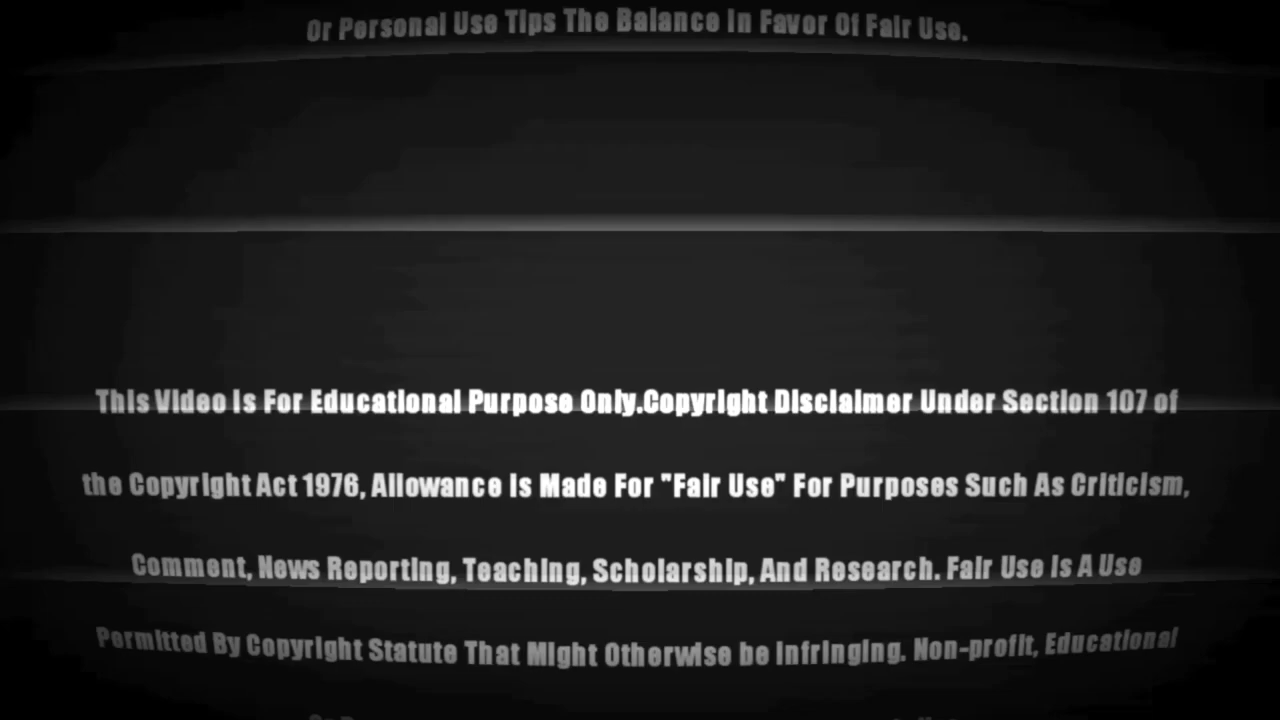 Or Personal Use Tips The Balance In Favor Of Fair Use.
This Video Is For Educational Purpose Only.Copyright Disclaimer Under Section 107 of
the Copyright Act 1976, Allowance is Made For "Fair Use" For Purposes Such As Criticism,
Comment, News Reporting, Teaching, Scholarship, And Research. Fair Use Is A Use
Permitted By Copyright Statute That Might Otherwise be Infringing. Non-profit, Educational